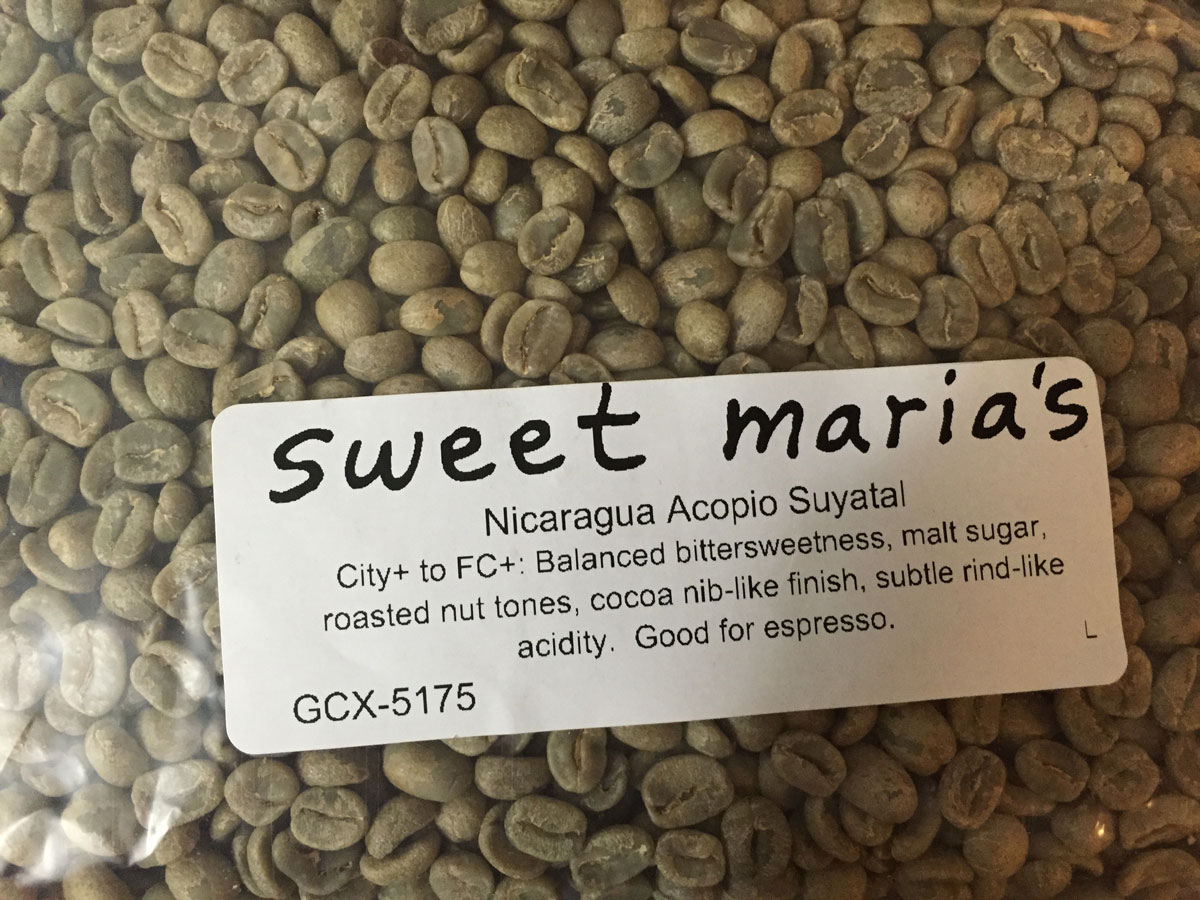 sweet maria's
Nicaragua Acopio Suyatal
City+ to FC+: Balanced bittersweetness, malt sugar,
roasted nut tones, cocoa nib-like finish, subtle rind-like
acidity.  Good for espresso.
L
GCX-5175